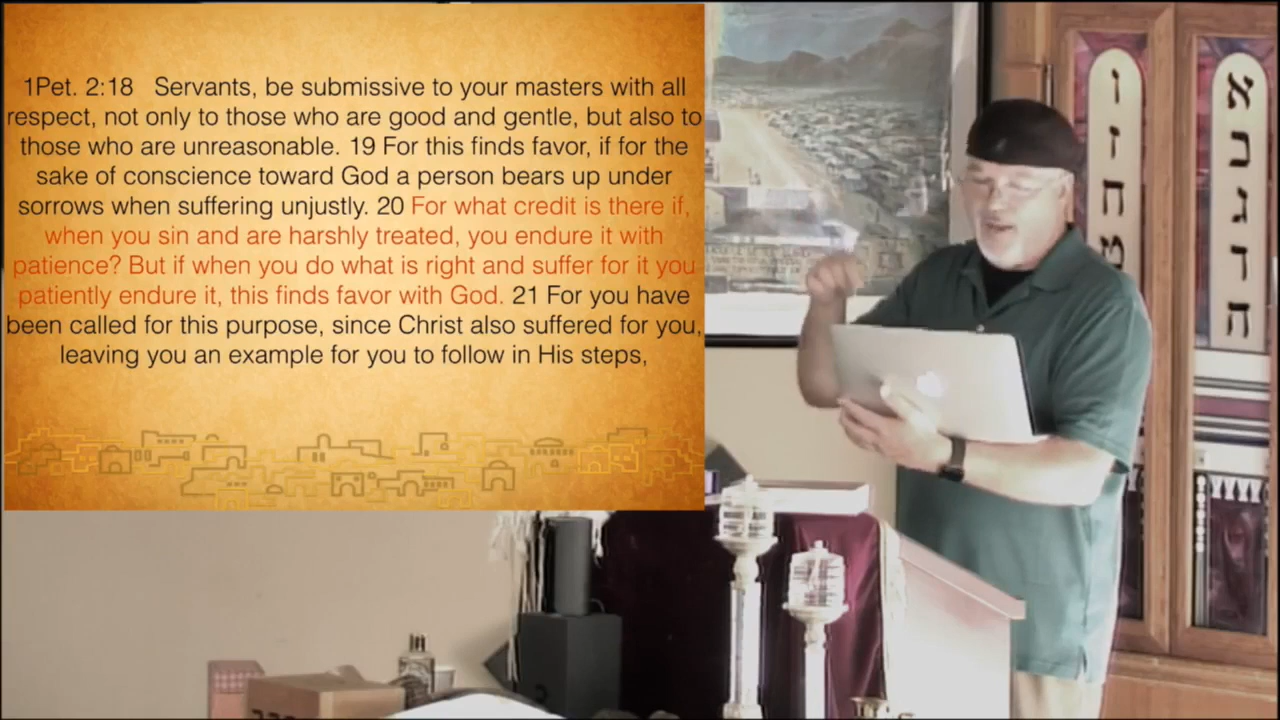 1Pet. 2:18 Servants, be submissive to your masters with all
respect, not only to those who are good and gentle, but also to
those who are unreasonable. 19 For this finds favor, if for the
sake of conscience toward God a person bears up under
sorrows when suffering unjustly. 20 For what credit is there if,
when you sin and are harshly treated, you endure it with
patience? But if when you do what is right and suffer for it you
patiently endure it, this finds favor with God. 21 For you have
been called for this purpose, since Christ also suffered for you,
leaving you an example for you to follow in His steps,
ו
ז
ח
א
ב
ג
ד
ה